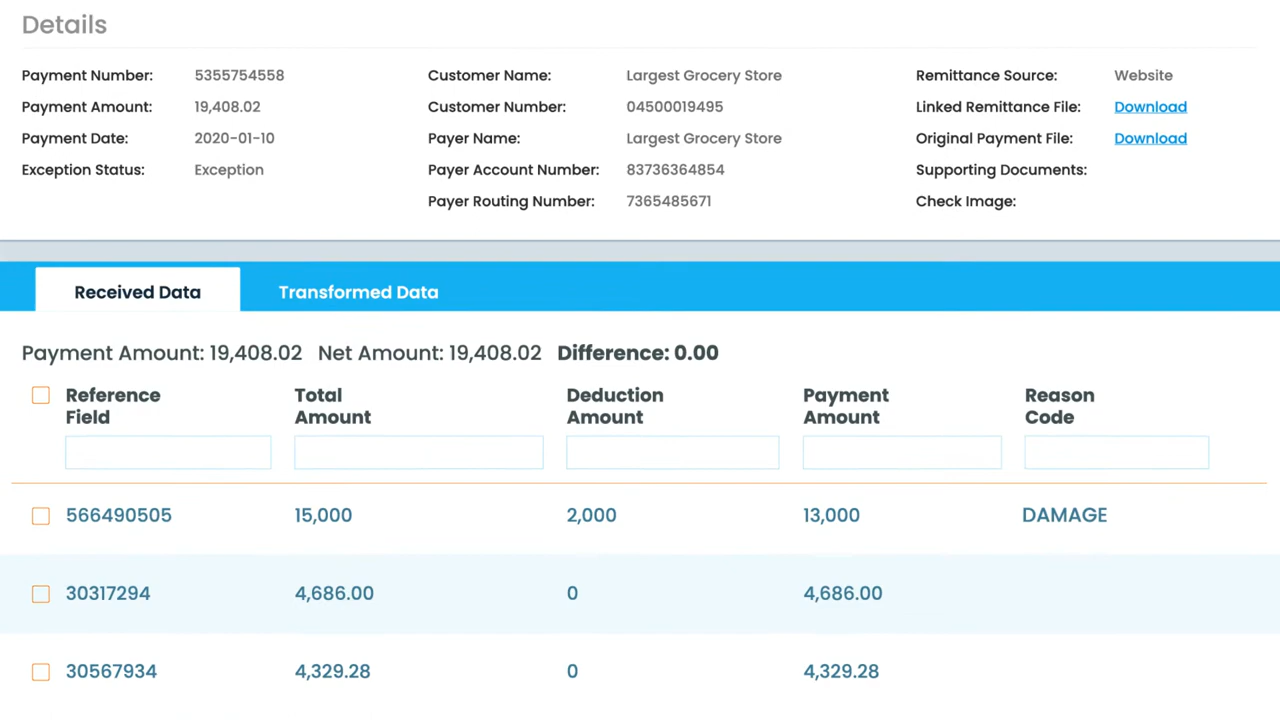 Details
Payment Number: 5355754558 Customer Name: Largest Grocery Store Remittance Source: Website
Payment Amount: 19,408.02 Customer Number: 04500019495 Linked Remittance File: Download
Payment Date: 2020-01-10 Payer Name: Largest Grocery Store Original Payment File: Download
Exception Status: Exception Payer Account Number: 83736364854 Supporting Documents:
Payer Routing Number: 7365485671 Check Image:
Received Data Transformed Data
Payment Amount: 19,408.02 Net Amount: 19,408.02 Difference: 0.00
Reference Total Deduction Payment Reason
Field Amount Amount Amount Code
566490505 15,000 2,000 13,000 DAMAGE
30317294 4,686.00 0 4,686.00
30567934 4,329.28 0 4,329.28